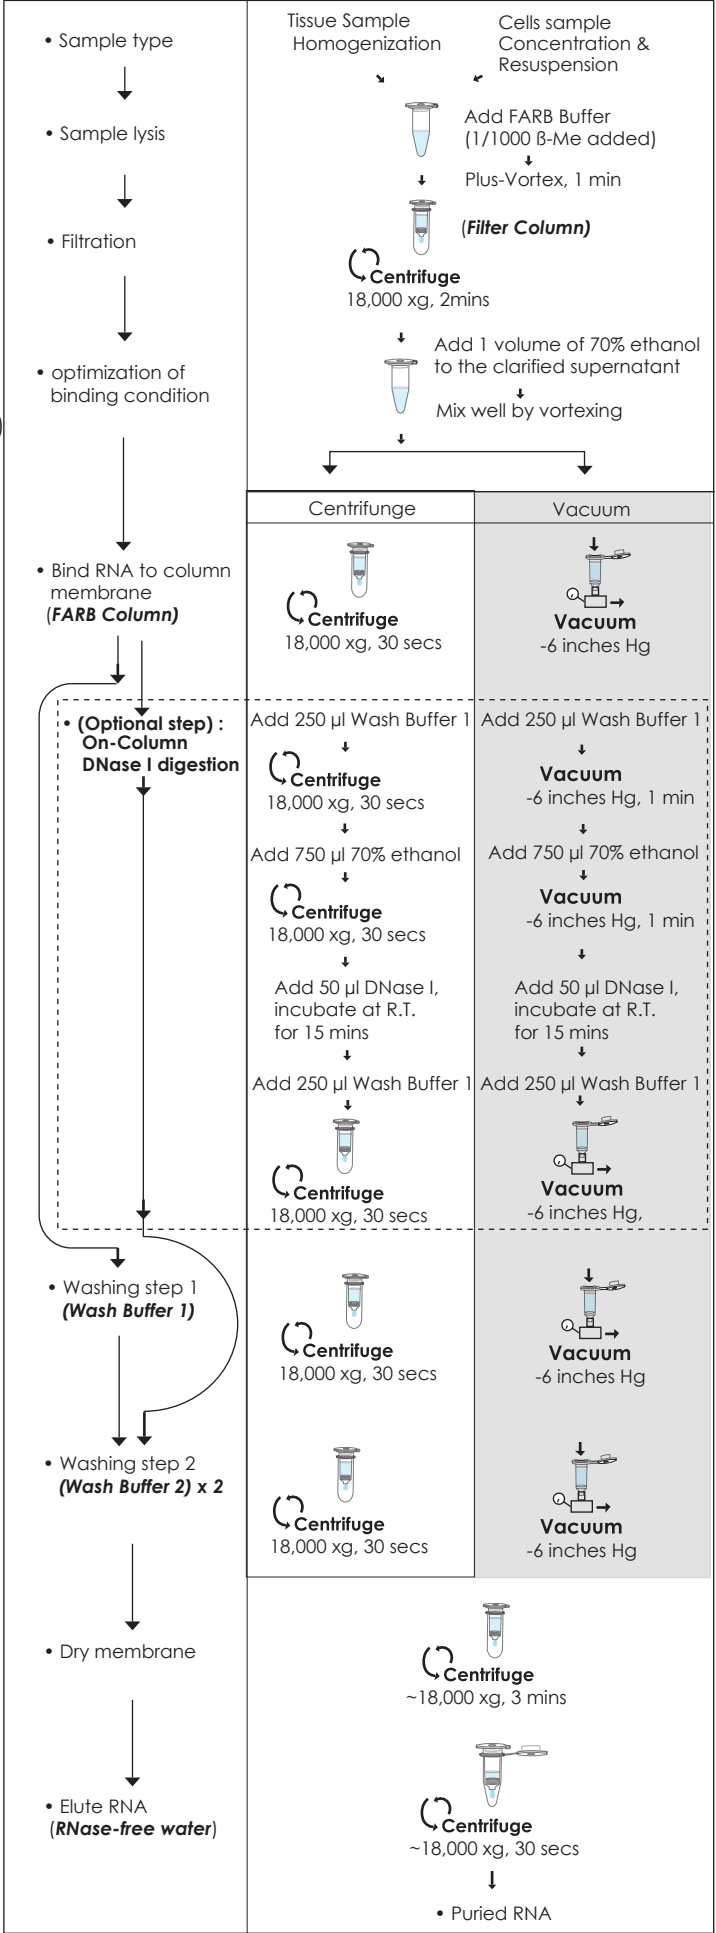 • Sample type
• Sample lysis
• Filtration
• optimization of
binding condition
• Bind RNA to column
membrane
(FARB Column)
• (Optional step) :
On-Column
DNase I digestion
• Washing step 1
(Wash Buffer 1)
• Washing step 2
(Wash Buffer 2) x 2
• Dry membrane
• Elute RNA
(RNase-free water)
Tissue Sample
Homogenization
Cells sample
Concentration &
Resuspension
Add FARB Buffer
(1/1000 ß-Me added)
Plus-Vortex, 1 min
(Filter Column)
Centrifuge
18,000 xg, 2mins
Add 1 volume of 70% ethanol
to the clarified supernatant
Mix well by vortexing
Centrifunge
Centrifuge
18,000 xg, 30 secs
Add 250 µl Wash Buffer 1
Centrifuge
18,000 xg, 30 secs
Add 750 µl 70% ethanol
Centrifuge
18,000 xg, 30 secs
Add 50 µl DNase I,
incubate at R.T.
for 15 mins
Add 250 µl Wash Buffer 1
Centrifuge
18,000 xg, 30 secs
Centrifuge
18,000 xg, 30 secs
Centrifuge
18,000 xg, 30 secs
Vacuum
Vacuum
-6 inches Hg
Add 250 µl Wash Buffer 1
Vacuum
-6 inches Hg, 1 min
Add 750 µl 70% ethanol
Vacuum
-6 inches Hg, 1 min
Add 50 µl DNase I,
incubate at R.T.
for 15 mins
Add 250 µl Wash Buffer 1
Vacuum
-6 inches Hg,
Vacuum
-6 inches Hg
Vacuum
-6 inches Hg
Centrifuge
~18,000 xg, 3 mins
Centrifuge
~18,000 xg, 30 secs
• Puried RNA
)